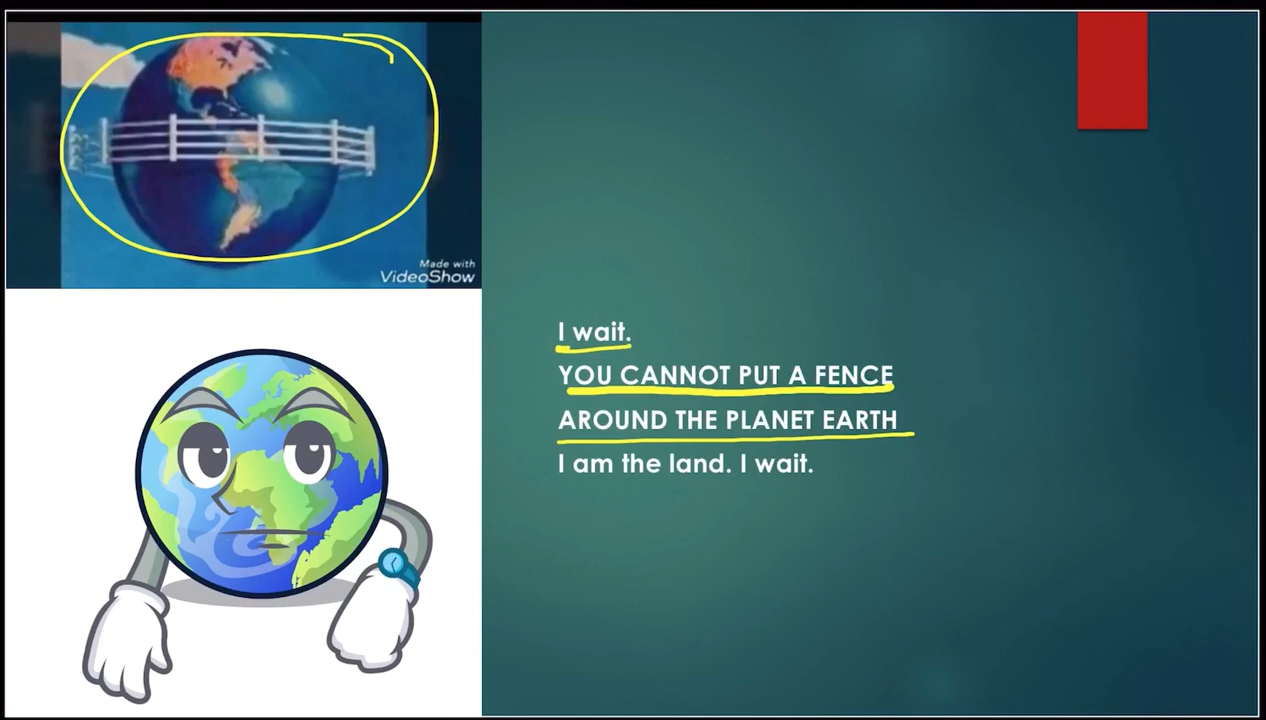 Made with
VideoShow
I wait.
YOU CANNOT PUT A FENCE
AROUND THE PLANET EARTH
I am the land. I wait.